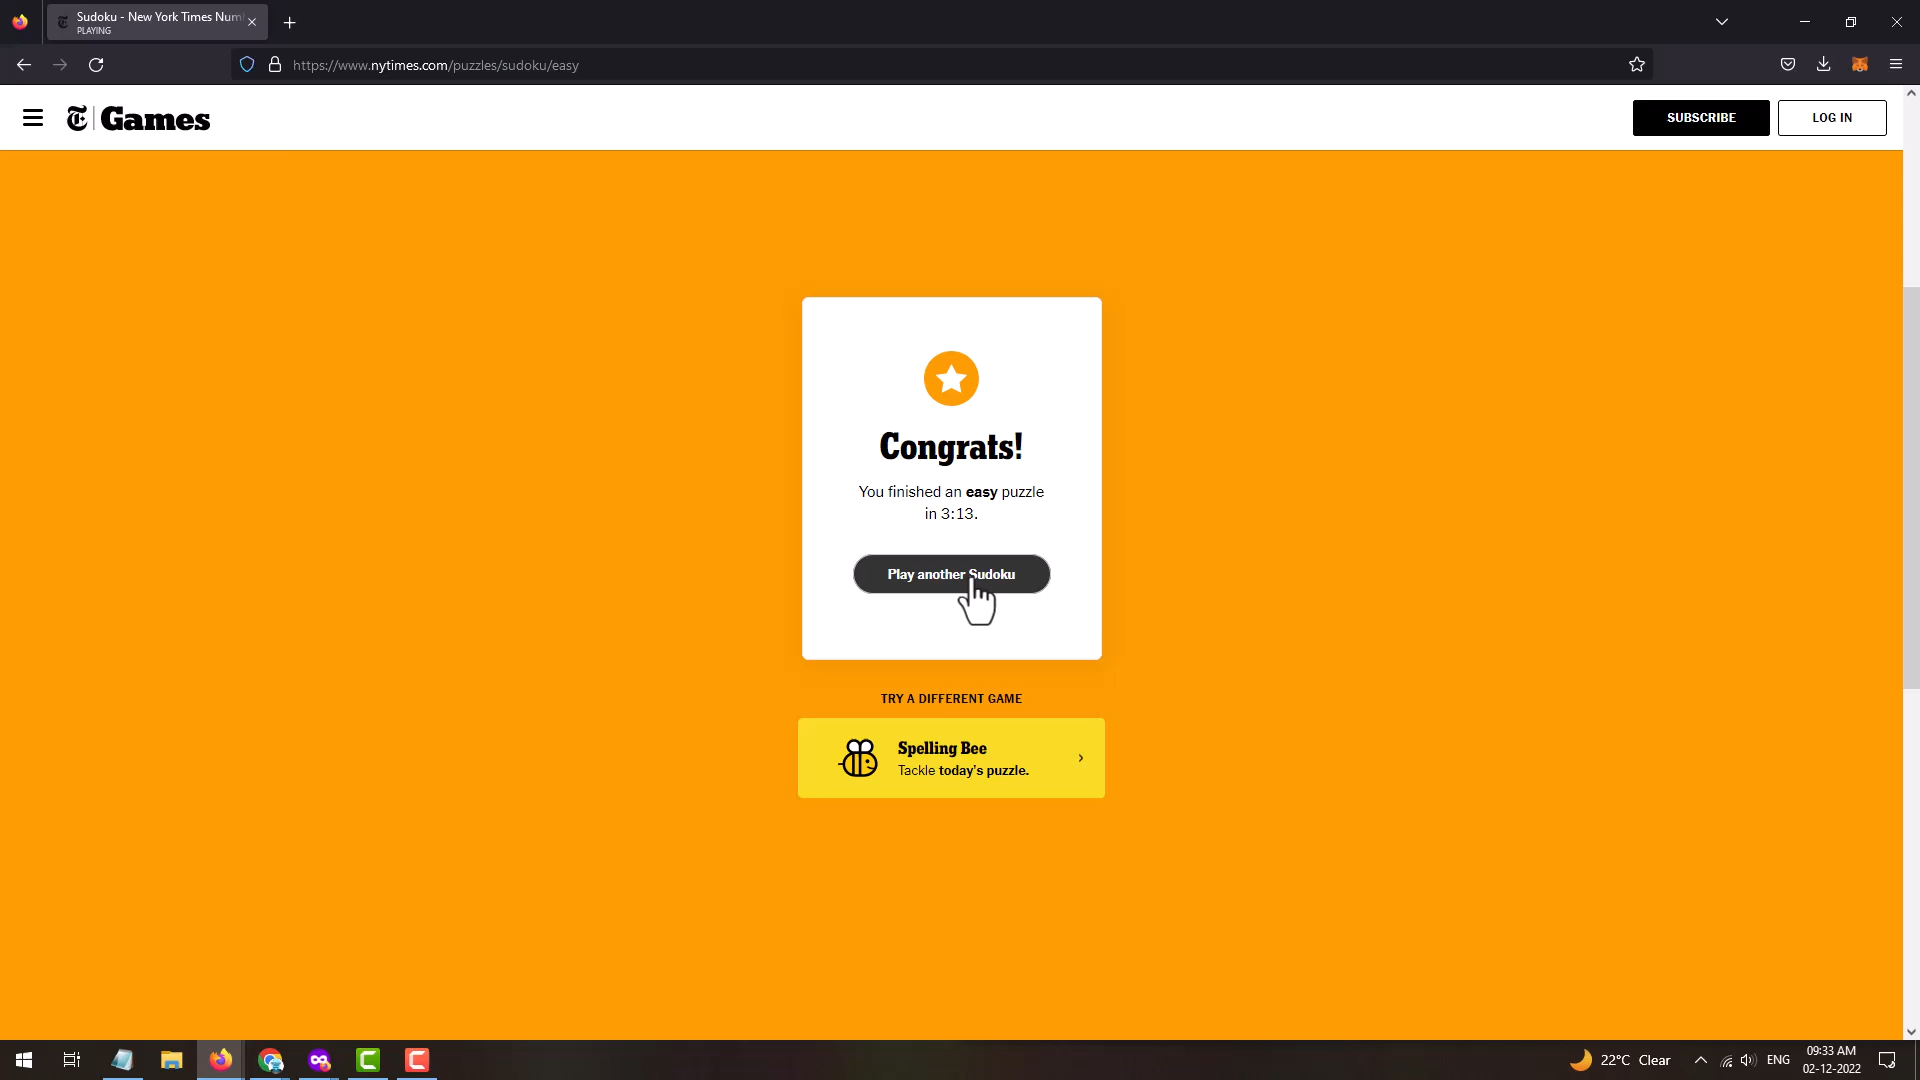 Sudoku - New York Times Num
PLAYING
https://www.nytimes.com/puzzles/sudoku/easy
T Games
SUBSCRIBE
LOG IN
Congrats!
You finished an easy puzzle
in 3:13.
Play another Sudoku
TRY A DIFFERENT GAME
Spelling Bee
Tackle today's puzzle.
22°C Clear
ENG
09:33 AM
02-12-2022